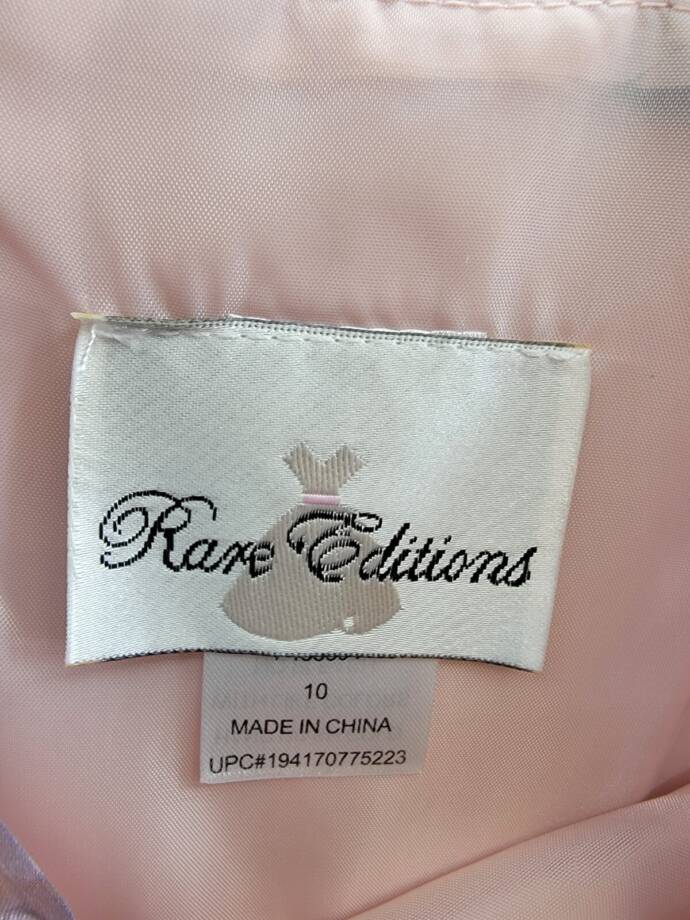 Rare Editions
10
MADE IN CHINA
UPC#194170775223